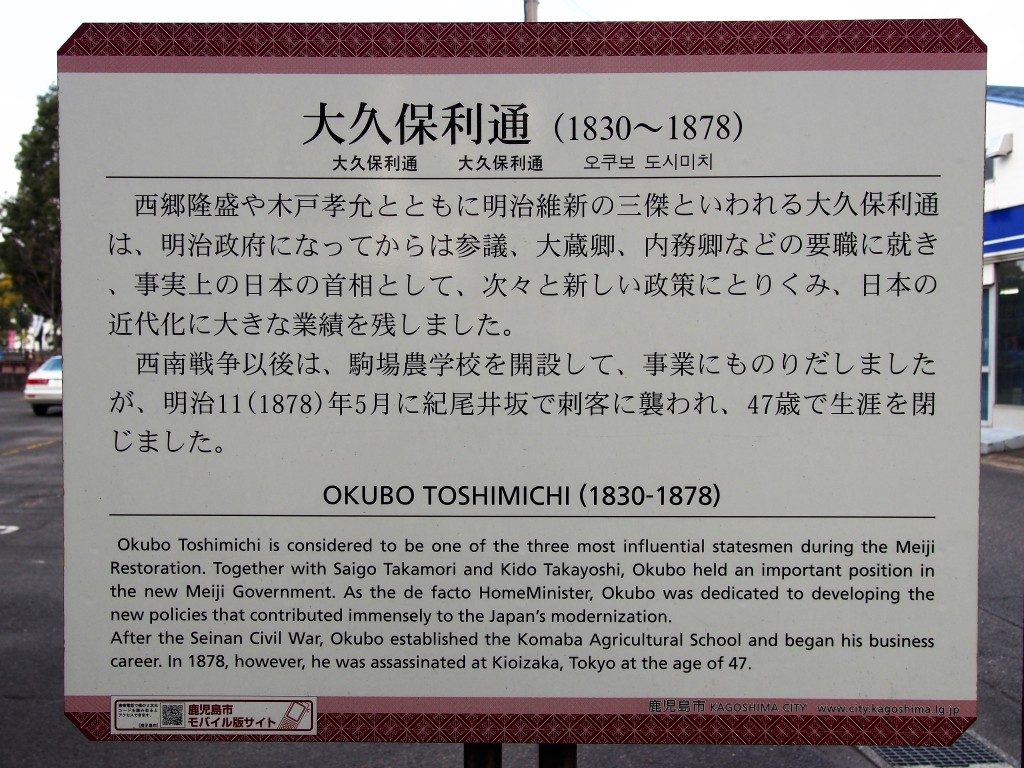 大久保利通 (1830～1878)
大久保利通 大久保利通 오쿠보 도시미치
西郷隆盛や木戸孝允とともに明治維新の三傑といわれる大久保利通
は、明治政府になってからは参議、大蔵卿、内務卿などの要職に就き
、事実上の日本の首相として、次々と新しい政策にとりくみ、日本の
近代化に大きな業績を残しました。
西南戦争以後は、駒場農学校を開設して、事業にものりだしました
が、明治11(1878)年5月に紀尾井坂で刺客に襲われ、47歳で生涯を閉
じました。
OKUBO TOSHIMICHI (1830-1878)
Okubo Toshimichi is considered to be one of the three most influential statesmen during the Meiji
Restoration. Together with Saigo Takamori and Kido Takayoshi, Okubo held an important position in
the new Meiji Government. As the de facto HomeMinister, Okubo was dedicated to developing the
new policies that contributed immensely to the Japan's modernization.
After the Seinan Civil War, Okubo established the Komaba Agricultural School and began his business
career. In 1878, however, he was assassinated at Kioizaka, Tokyo at the age of 47.
鹿児島市
モバイル版サイト
鹿児島市 KAGOSHIMA CITY www.city.kagoshima.lg.jp